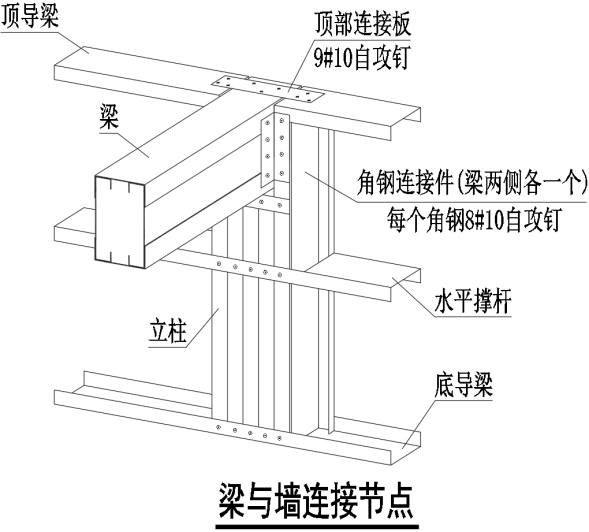 顶导梁
顶部连接板
9#10自攻钉
梁
角钢连接件(梁两侧各一个)
每个角钢8#10自攻钉
水平撑杆
立柱
底导梁
梁与墙连接节点